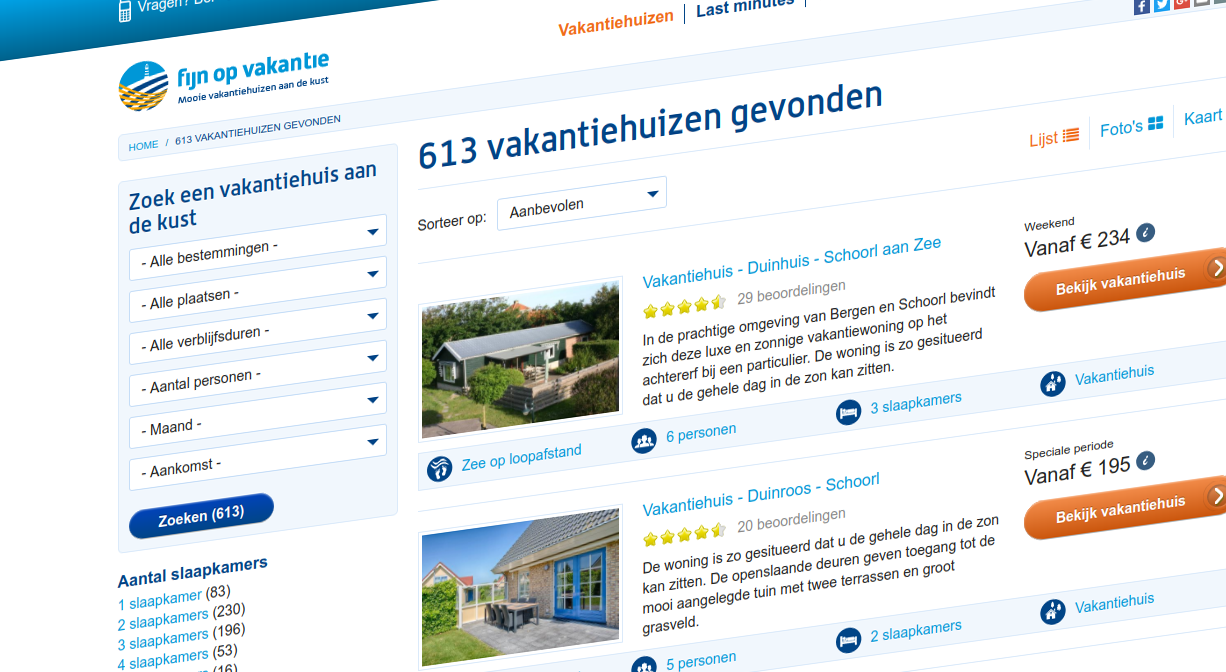 Vragen?
Vakantiehuizen
Last minutes
fijn op vakantie
Mooie vakantiehuizen aan de kust
HOME / 613 VAKANTIEHUIZEN GEVONDEN
Zoek een vakantiehuis aan
de kust
- Alle bestemmingen -
- Alle plaatsen -
- Alle verblijfsduren -
- Aantal personen -
- Maand -
- Aankomst -
Zoeken (613)
Aantal slaapkamers
1 slaapkamer (83)
2 slaapkamers (230)
3 slaapkamers (196)
4 slaapkamers (53)
(16)
613 vakantiehuizen gevonden
Lijst
Foto's
Kaart
Sorteer op:
Aanbevolen
Vakantiehuis - Duinhuis - Schoorl aan Zee
29 beoordelingen
In de prachtige omgeving van Bergen en Schoorl bevindt
zich deze luxe en zonnige vakantiewoning op het
achtererf bij een particulier. De woning is zo gesitueerd
dat u de gehele dag in de zon kan zitten.
Weekend
Vanaf € 234
Bekijk vakantiehuis
Zee op loopafstand
6 personen
3 slaapkamers
Vakantiehuis
Vakantiehuis - Duinroos - Schoorl
20 beoordelingen
De woning is zo gesitueerd dat u de gehele dag in de zon
kan zitten. De openslaande deuren geven toegang tot de
mooi aangelegde tuin met twee terrassen en groot
grasveld.
Speciale periode
Vanaf € 195
Bekijk vakantiehuis
5 personen
2 slaapkamers
Vakantiehuis